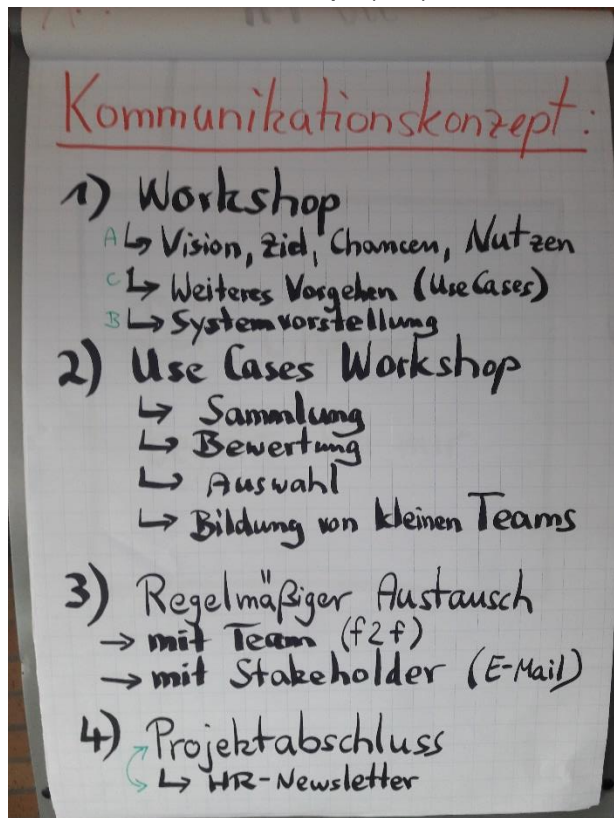 Kommunikationskonzept:
1) Workshop
A ↳ Vision, Ziel, Chancen, Nutzen
C ↳ Weiteres Vorgehen (Use Cases)
B ↳ Systemvorstellung
2) Use Cases Workshop
↳ Sammlung
↳ Bewertung
↳ Auswahl
↳ Bildung von kleinen Teams
3) Regelmäßiger Austausch
→ mit Team (f2f)
→ mit Stakeholder (E-Mail)
4) Projektabschluss
↳ HR-Newsletter